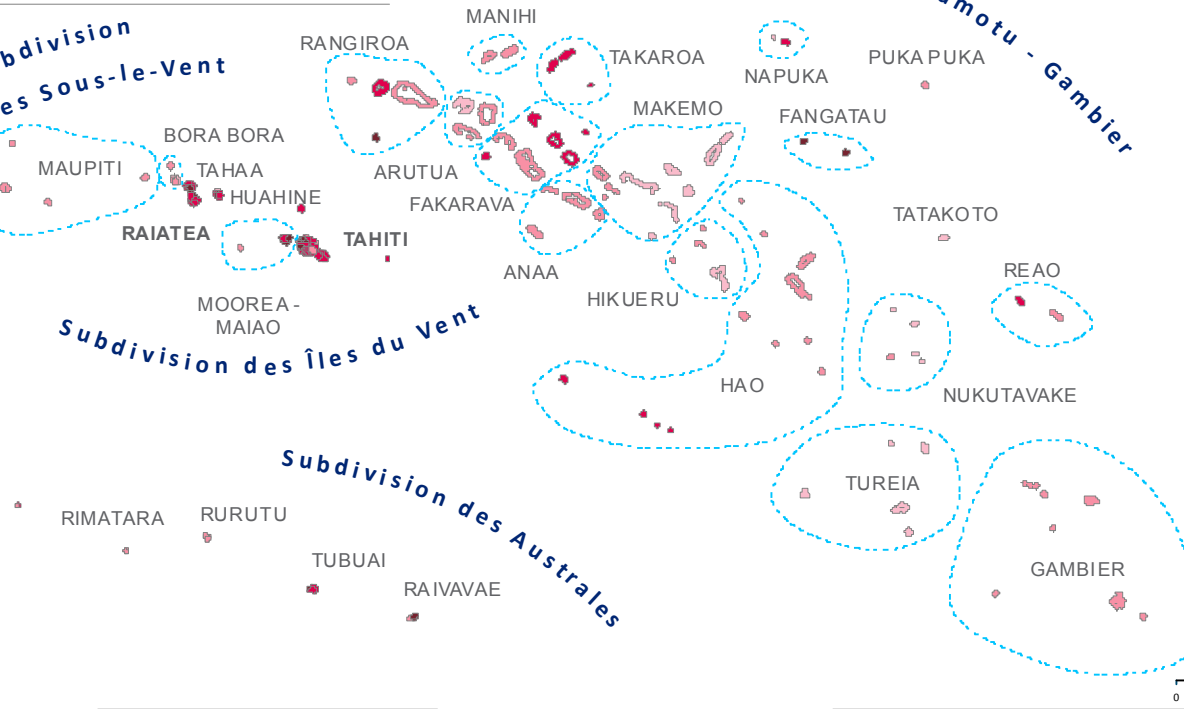 MANIHI
RANGIROA
TAKAROA
NAPUKA
PUKA PUKA
MAKEMO
FANGATAU
BORA BORA
MAUPITI
TAHAA
HUAHINE
ARUTUA
FAKARAVA
RAIATEA
TAHITI
TATAKOTO
ANAA
REAO
HIKUERU
MOOREA -
MAIAO
Subdivision des Îles du Vent
HAO
NUKUTAVAKE
Subdivision des Australes
TUREIA
RIMATARA
RURUTU
TUBUAI
RAIVAVAE
GAMBIER
bdivision
es Sous-le-Vent
amotu - Gambier
0